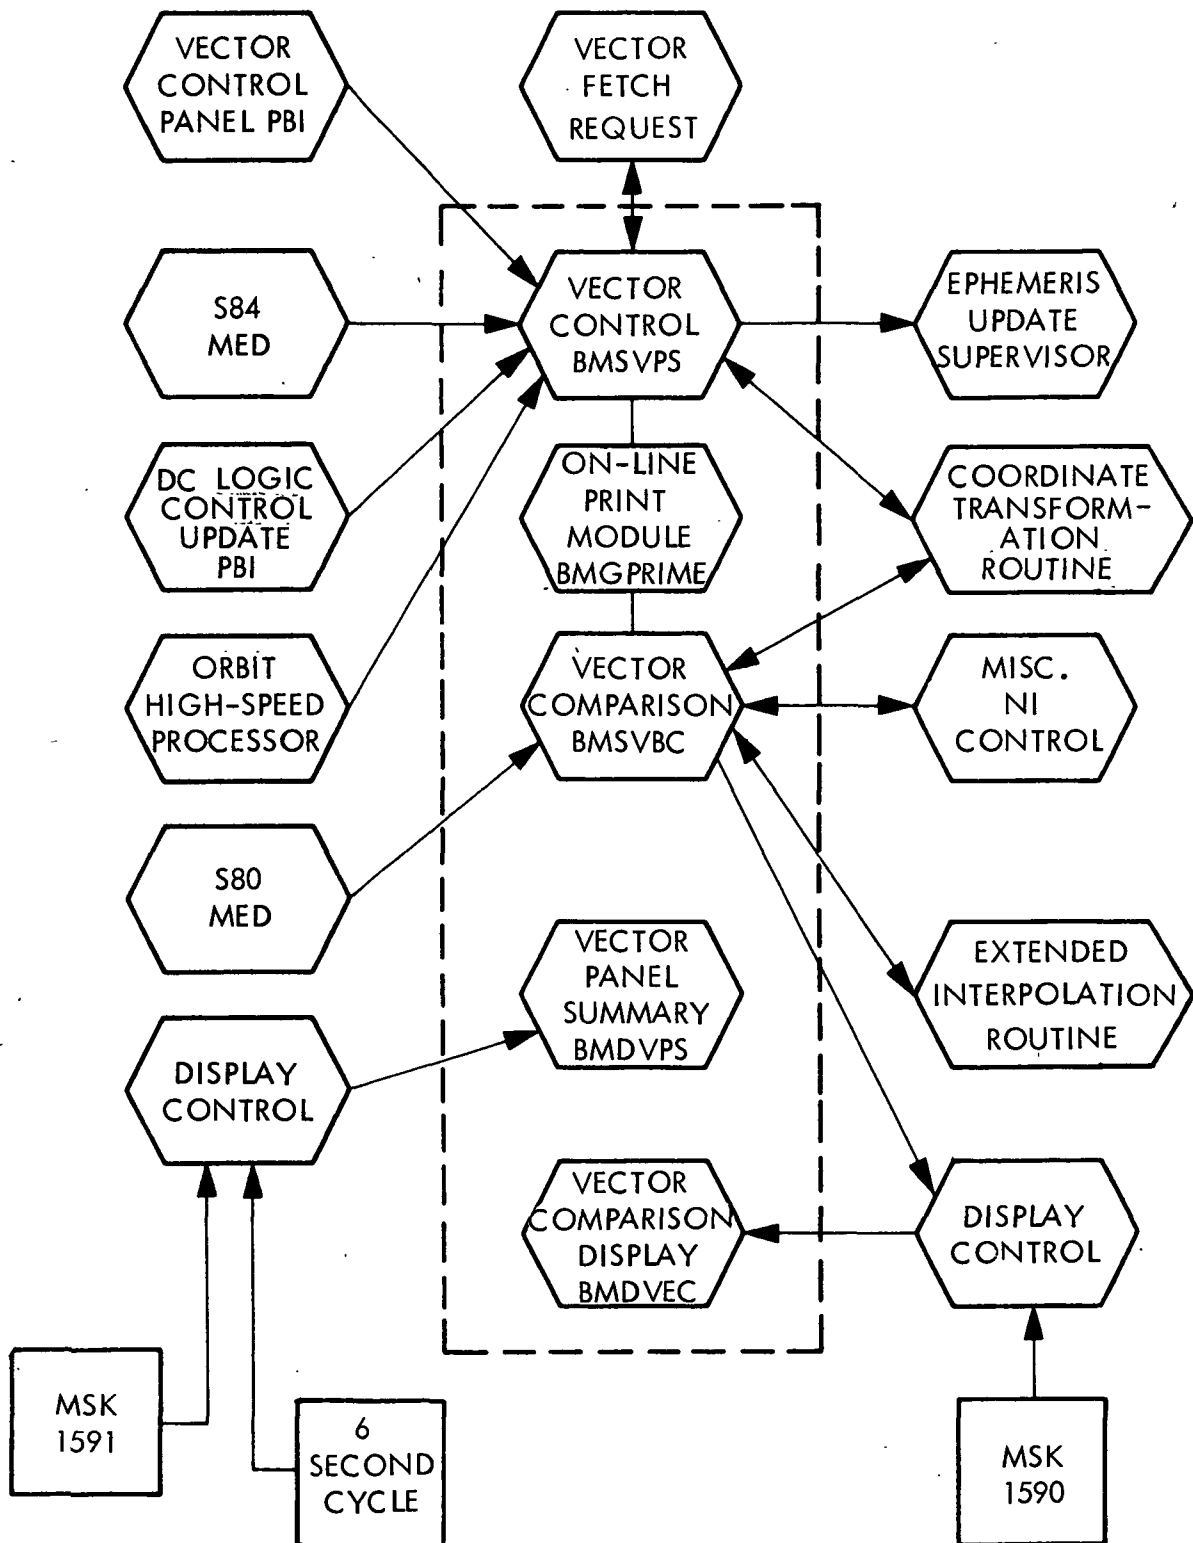 VECTOR
CONTROL
PANEL PBI
VECTOR
FETCH
REQUEST
S84
MED
VECTOR
CONTROL
BMSVPS
EPHEMERIS
UPDATE
SUPERVISOR
DC LOGIC
CONTROL
UPDATE
PBI
ON-LINE
PRINT
MODULE
BMGPRIME
COORDINATE
TRANSFORM-
ATION
ROUTINE
ORBIT
HIGH-SPEED
PROCESSOR
VECTOR
COMPARISON
BMSVBC
MISC.
NI
CONTROL
S80
MED
VECTOR
PANEL
SUMMARY
BMDVPS
EXTENDED
INTERPOLATION
ROUTINE
DISPLAY
CONTROL
VECTOR
COMPARISON
DISPLAY
BMDVEC
DISPLAY
CONTROL
MSK
1591
6
SECOND
CYCLE
MSK
1590